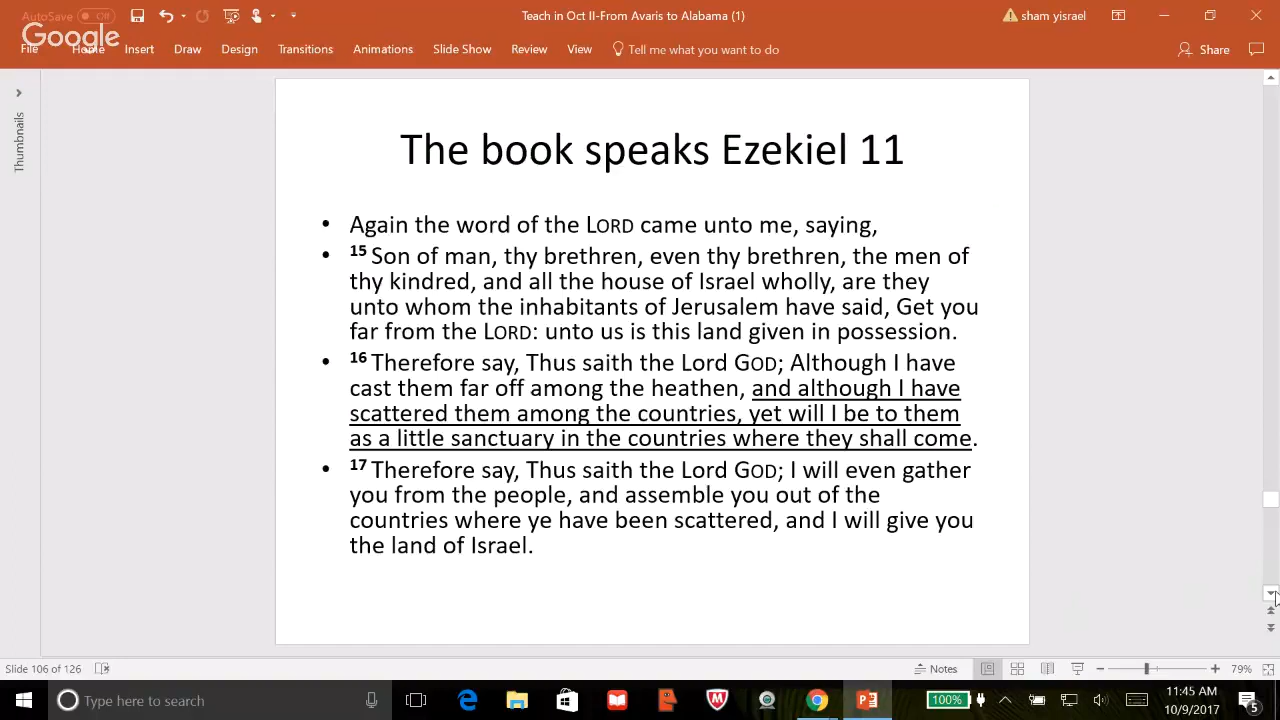 AutoSave Off
Teach in Oct II-From Avaris to Alabama (1)
sham yisrael
Google
File Home Insert Draw Design Transitions Animations Slide Show Review View Tell me what you want to do Share
Thumbnails
The book speaks Ezekiel 11
• Again the word of the LORD came unto me, saying,
• 15 Son of man, thy brethren, even thy brethren, the men of
thy kindred, and all the house of Israel wholly, are they
unto whom the inhabitants of Jerusalem have said, Get you
far from the LORD: unto us is this land given in possession.
• 16 Therefore say, Thus saith the Lord GOD; Although I have
cast them far off among the heathen, and although I have
scattered them among the countries, yet will I be to them
as a little sanctuary in the countries where they shall come.
• 17 Therefore say, Thus saith the Lord GOD; I will even gather
you from the people, and assemble you out of the
countries where ye have been scattered, and I will give you
the land of Israel.
Slide 106 of 126
Notes
79%
Type here to search
100%
11:45 AM
10/9/2017
5